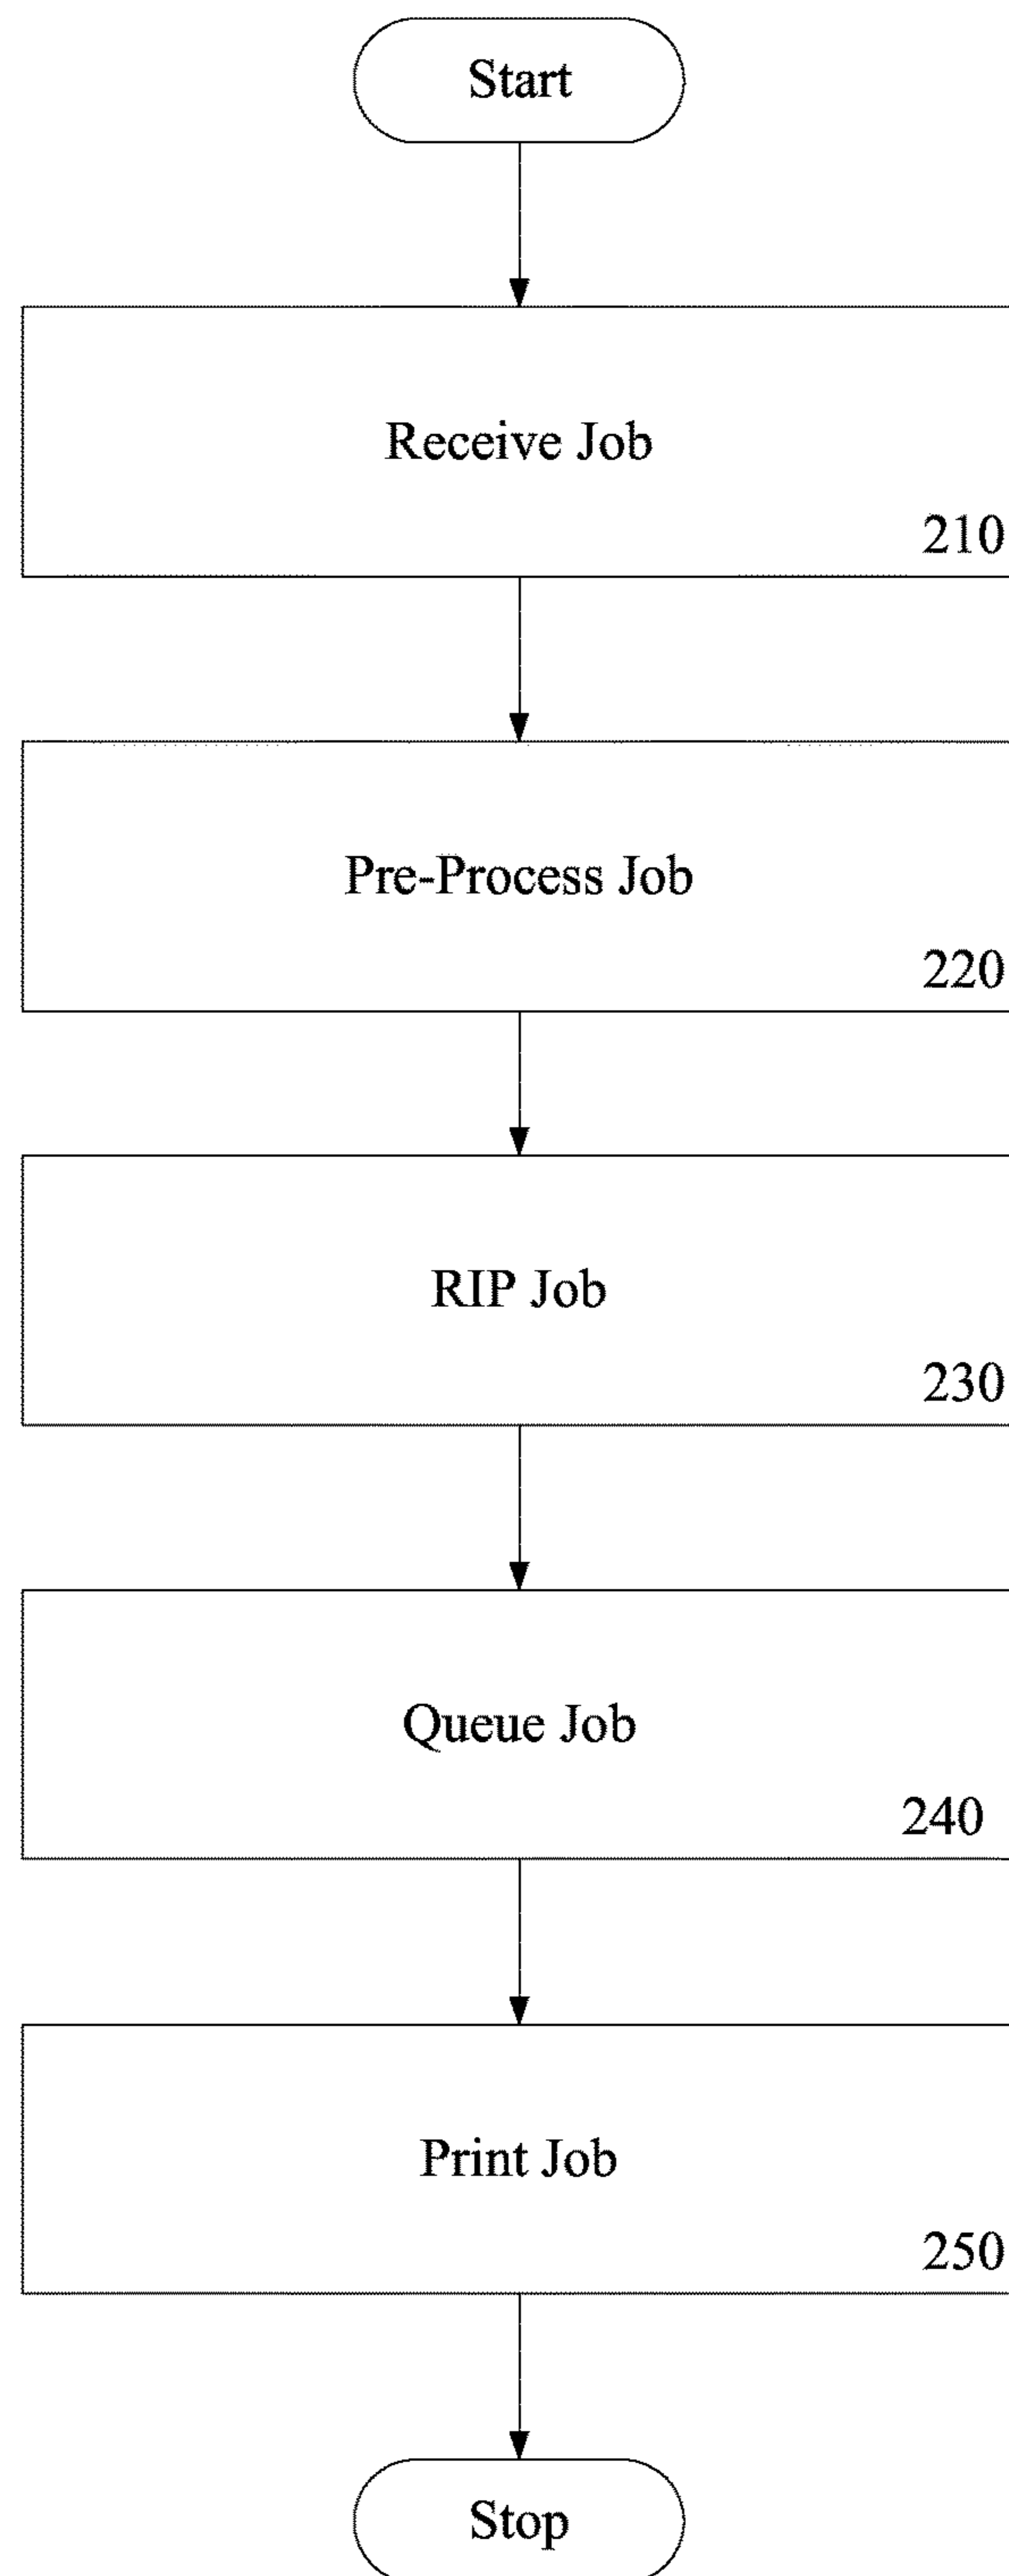 Start
Receive Job
210
Pre-Process Job
220
RIP Job
230
Queue Job
240
Print Job
250
Stop